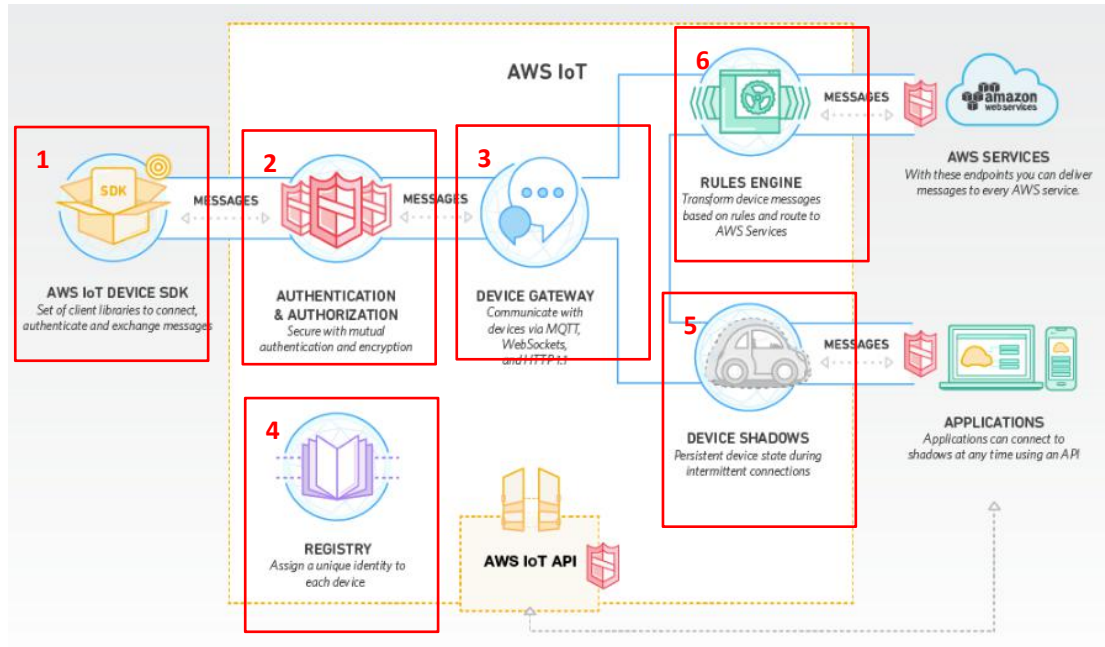 AWS IoT
1
SDK
AWS IoT DEVICE SDK
Set of client libraries to connect,
authenticate and exchange messages
MESSAGES
2
AUTHENTICATION
& AUTHORIZATION
Secure with mutual
authentication and encryption
MESSAGES
3
DEVICE GATEWAY
Communicate with
devices via MQTT,
WebSockets,
and HTTP 1.1
4
REGISTRY
Assign a unique identity to
each device
5
DEVICE SHADOWS
Persistent device state during
intermittent connections
6
RULES ENGINE
Transform device messages
based on rules and route to
AWS Services
MESSAGES
amazon
webservices
AWS SERVICES
With these endpoints you can deliver
messages to every AWS service.
MESSAGES
APPLICATIONS
Applications can connect to
shadows at any time using an API
AWS IoT API